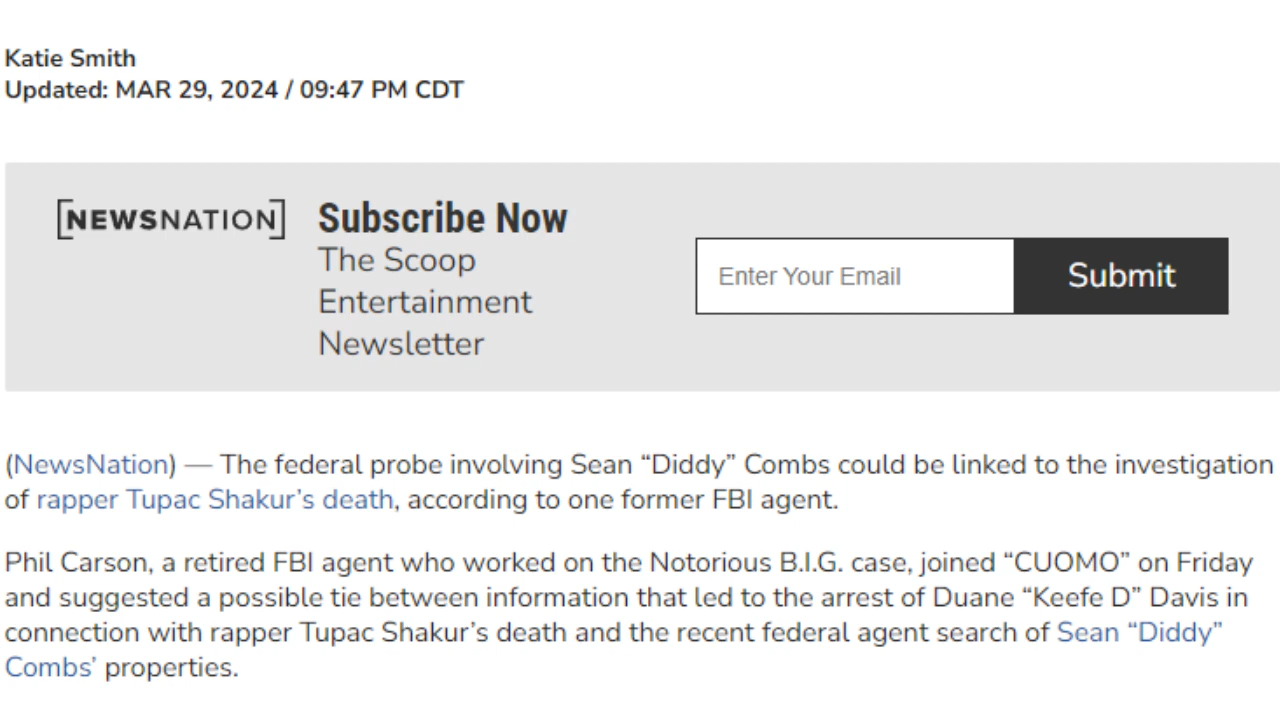 Katie Smith
Updated: MAR 29, 2024 / 09:47 PM CDT
[NEWSNATION]
Subscribe Now
The Scoop
Entertainment
Newsletter
Enter Your Email
Submit
(NewsNation) — The federal probe involving Sean “Diddy” Combs could be linked to the investigation
of rapper Tupac Shakur’s death, according to one former FBI agent.
Phil Carson, a retired FBI agent who worked on the Notorious B.I.G. case, joined “CUOMO” on Friday
and suggested a possible tie between information that led to the arrest of Duane “Keefe D” Davis in
connection with rapper Tupac Shakur’s death and the recent federal agent search of Sean “Diddy”
Combs’ properties.